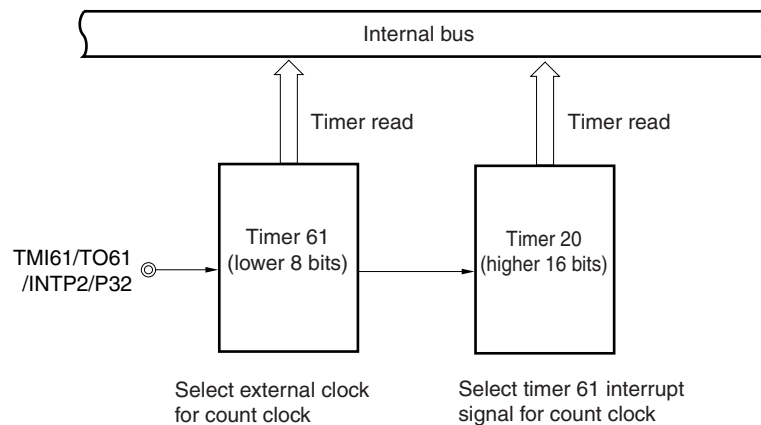 Internal bus
Timer read
Timer read
Timer 61
(lower 8 bits)
Timer 20
(higher 16 bits)
TMI61/TO61
/INTP2/P32
Select external clock
for count clock
Select timer 61 interrupt
signal for count clock